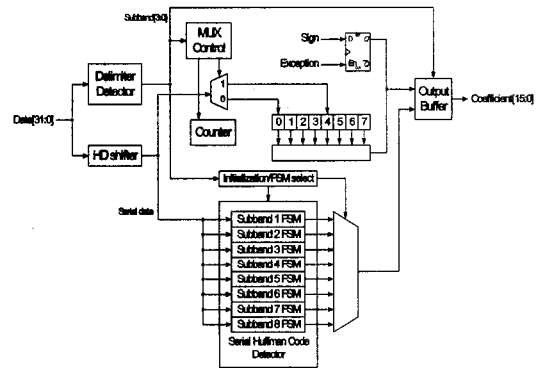 Subband[3:0]
MUX
Control
Sign
Exception
Delimiter
Detector
1
0
Output
Buffer
Coefficient[15:0]
Data[31:0]
Counter
0 1 2 3 4 5 6 7
HD shifter
Initialization/FSM select
Serial data
Subband 1 FSM
Subband 2 FSM
Subband 3 FSM
Subband 4 FSM
Subband 5 FSM
Subband 6 FSM
Subband 7 FSM
Subband 8 FSM
Serial Huffman Code
Detector